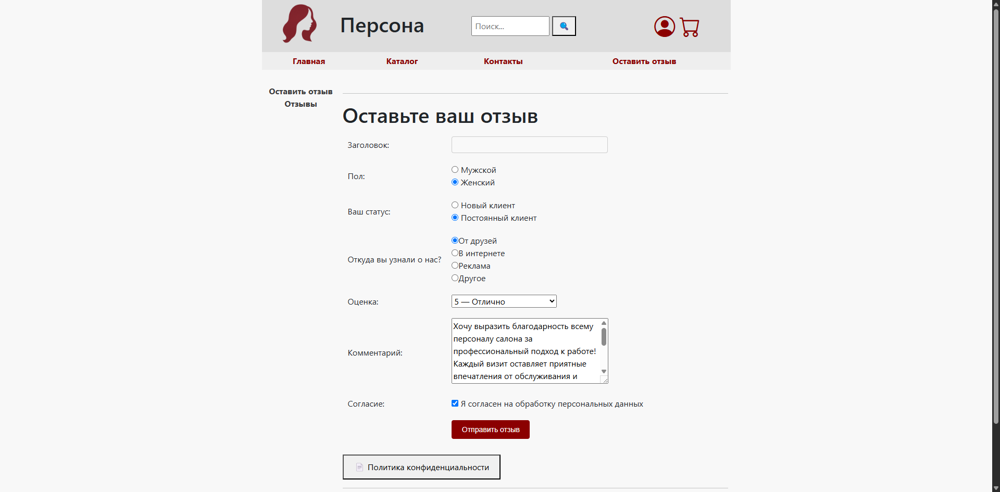 Персона
Поиск...
Главная
Каталог
Контакты
Оставить отзыв
Оставить отзыв
Отзывы
Оставьте ваш отзыв
Заголовок:
Пол:
Мужской
Женский
Ваш статус:
Новый клиент
Постоянный клиент
Откуда вы узнали о нас?
От друзей
В интернете
Реклама
Другое
Оценка:
5 — Отлично
Комментарий:
Хочу выразить благодарность всему
персоналу салона за
профессиональный подход к работе!
Каждый визит оставляет приятные
впечатления от обслуживания и
Согласие:
Я согласен на обработку персональных данных
Отправить отзыв
Политика конфиденциальности